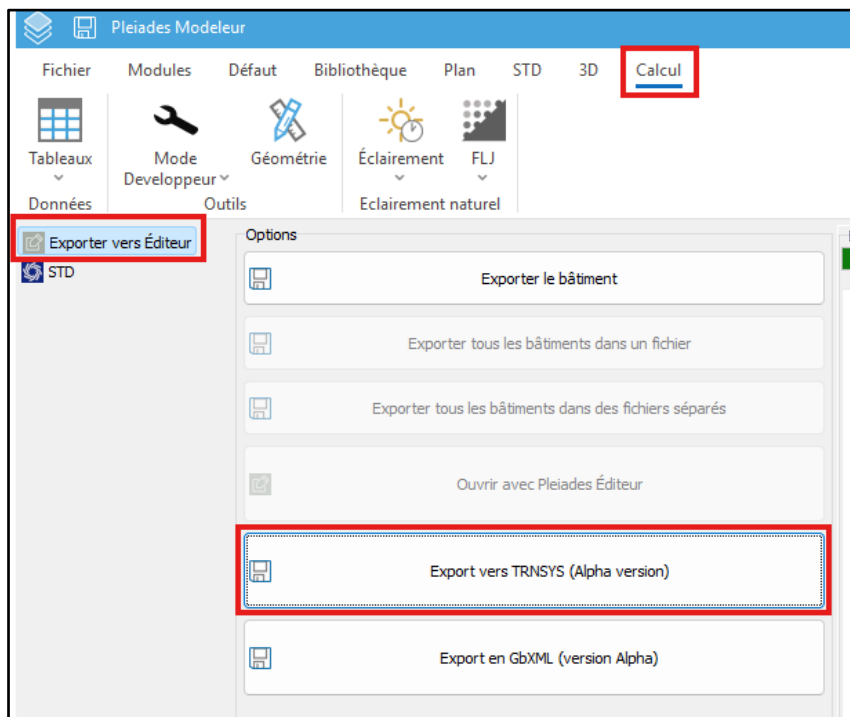 Pleiades Modeleur
Fichier Modules Défaut Bibliothèque Plan STD 3D Calcul
Tableaux Mode Developpeur Géométrie Éclairement FLJ
Données Outils Eclairement naturel
Exporter vers Éditeur
STD
Options
Exporter le bâtiment
Exporter tous les bâtiments dans un fichier
Exporter tous les bâtiments dans des fichiers séparés
Ouvrir avec Pleiades Éditeur
Export vers TRNSYS (Alpha version)
Export en GbXML (version Alpha)